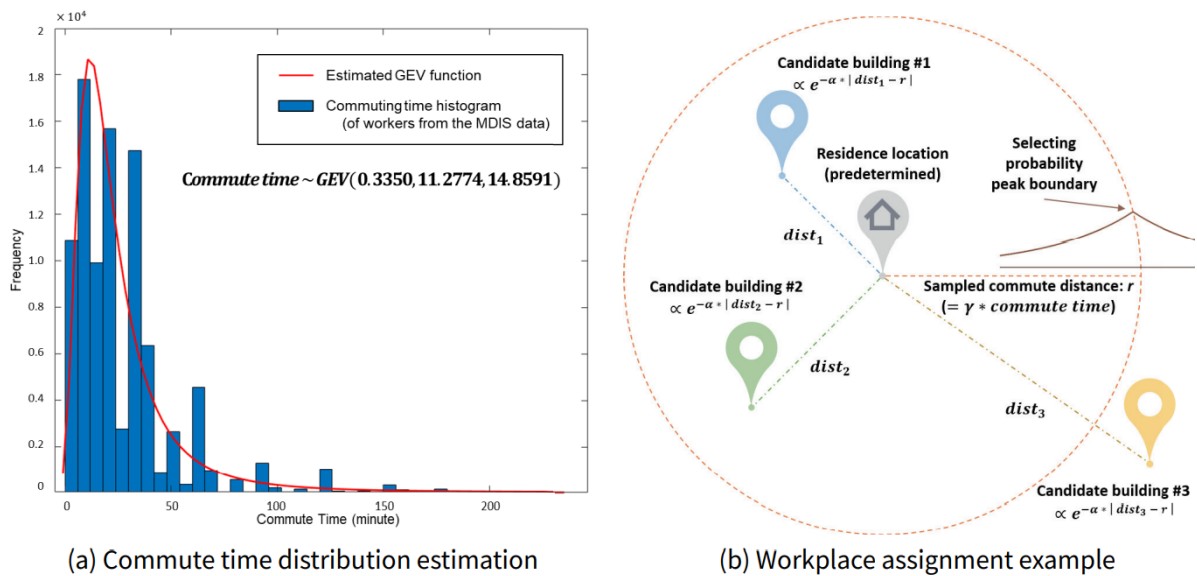 × 10⁴
2
1.8
1.6
1.4
1.2
1.0
0.8
0.6
0.4
0.2
0
Frequency
Estimated GEV function
Commuting time histogram
(of workers from the MDIS data)
Commute time ~ GEV(0.3350, 11.2774, 14.8591)
0 50 100 150 200
Commute Time (minute)
(a) Commute time distribution estimation
Candidate building #1
∝ e^{-α * | dist₁ - r |}
Residence location
(predetermined)
Selecting
probability
peak boundary
dist₁
Candidate building #2
∝ e^{-α * | dist₂ - r |}
Sampled commute distance: r
(= γ * commute time)
dist₂
dist₃
Candidate building #3
∝ e^{-α * | dist₃ - r |}
(b) Workplace assignment example